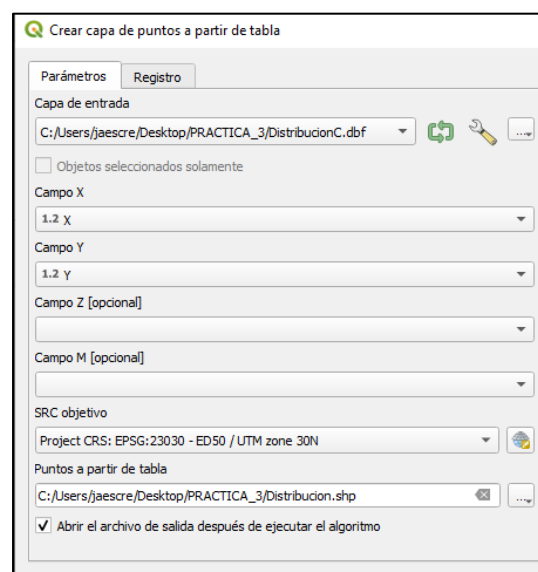 Crear capa de puntos a partir de tabla
Parámetros Registro
Capa de entrada
C:/Users/jaescre/Desktop/PRACTICA_3/DistribucionC.dbf
Objetos seleccionados solamente
Campo X
1.2 X
Campo Y
1.2 Y
Campo Z [opcional]
Campo M [opcional]
SRC objetivo
Project CRS: EPSG:23030 - ED50 / UTM zone 30N
Puntos a partir de tabla
C:/Users/jaescre/Desktop/PRACTICA_3/Distribucion.shp
Abrir el archivo de salida después de ejecutar el algoritmo